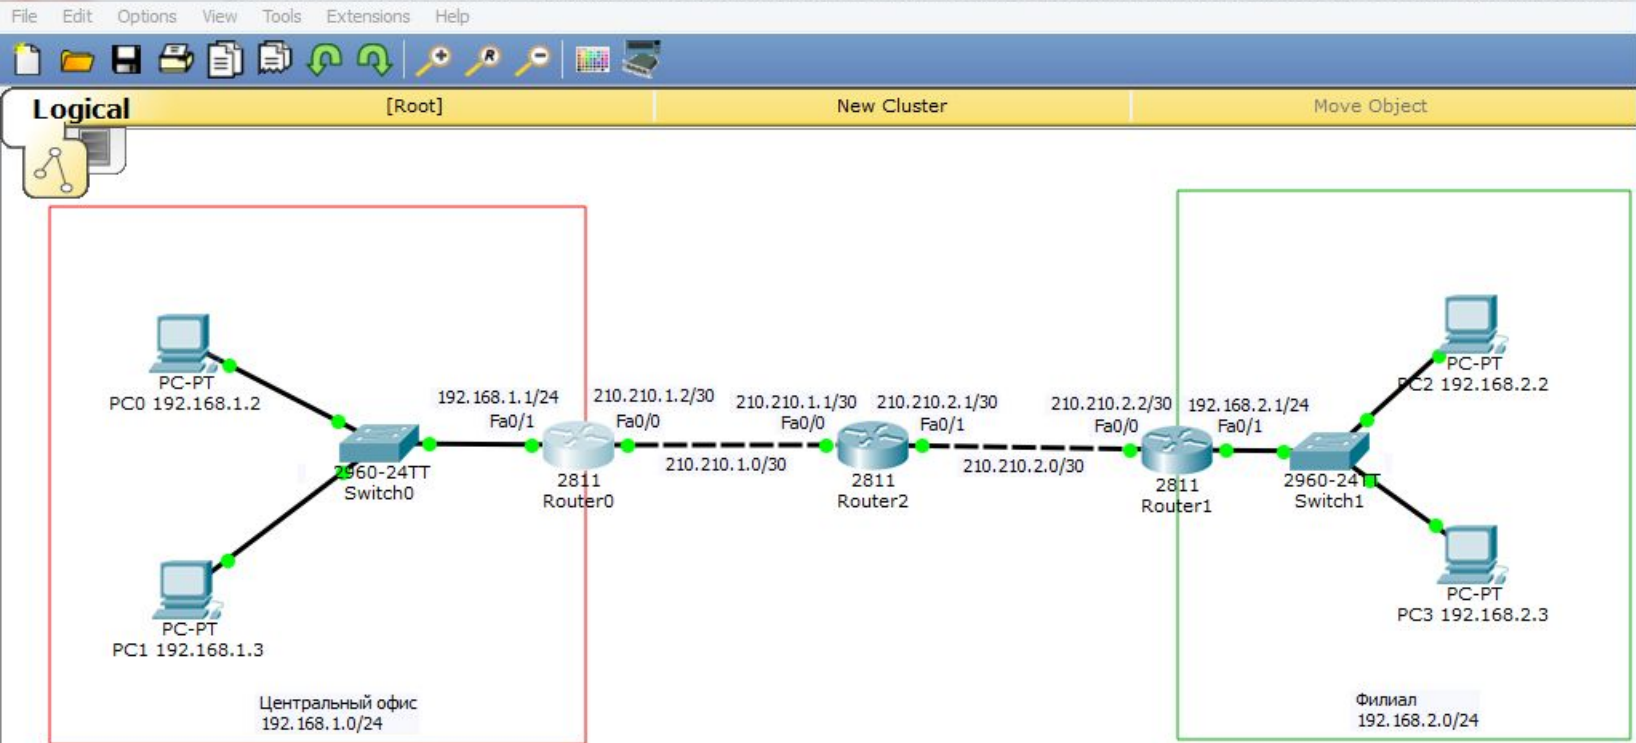 File Edit Options View Tools Extensions Help
R
Logical
[Root]
New Cluster
Move Object
PC-PT
PC0 192.168.1.2
2960-24TT
Switch0
PC-PT
PC1 192.168.1.3
Центральный офис
192.168.1.0/24
192.168.1.1/24
Fa0/1
210.210.1.2/30
Fa0/0
2811
Router0
210.210.1.0/30
210.210.1.1/30
Fa0/0
210.210.2.1/30
Fa0/1
2811
Router2
210.210.2.0/30
210.210.2.2/30
Fa0/0
192.168.2.1/24
Fa0/1
2811
Router1
2960-24TT
Switch1
PC-PT
PC2 192.168.2.2
PC-PT
PC3 192.168.2.3
Филиал
192.168.2.0/24